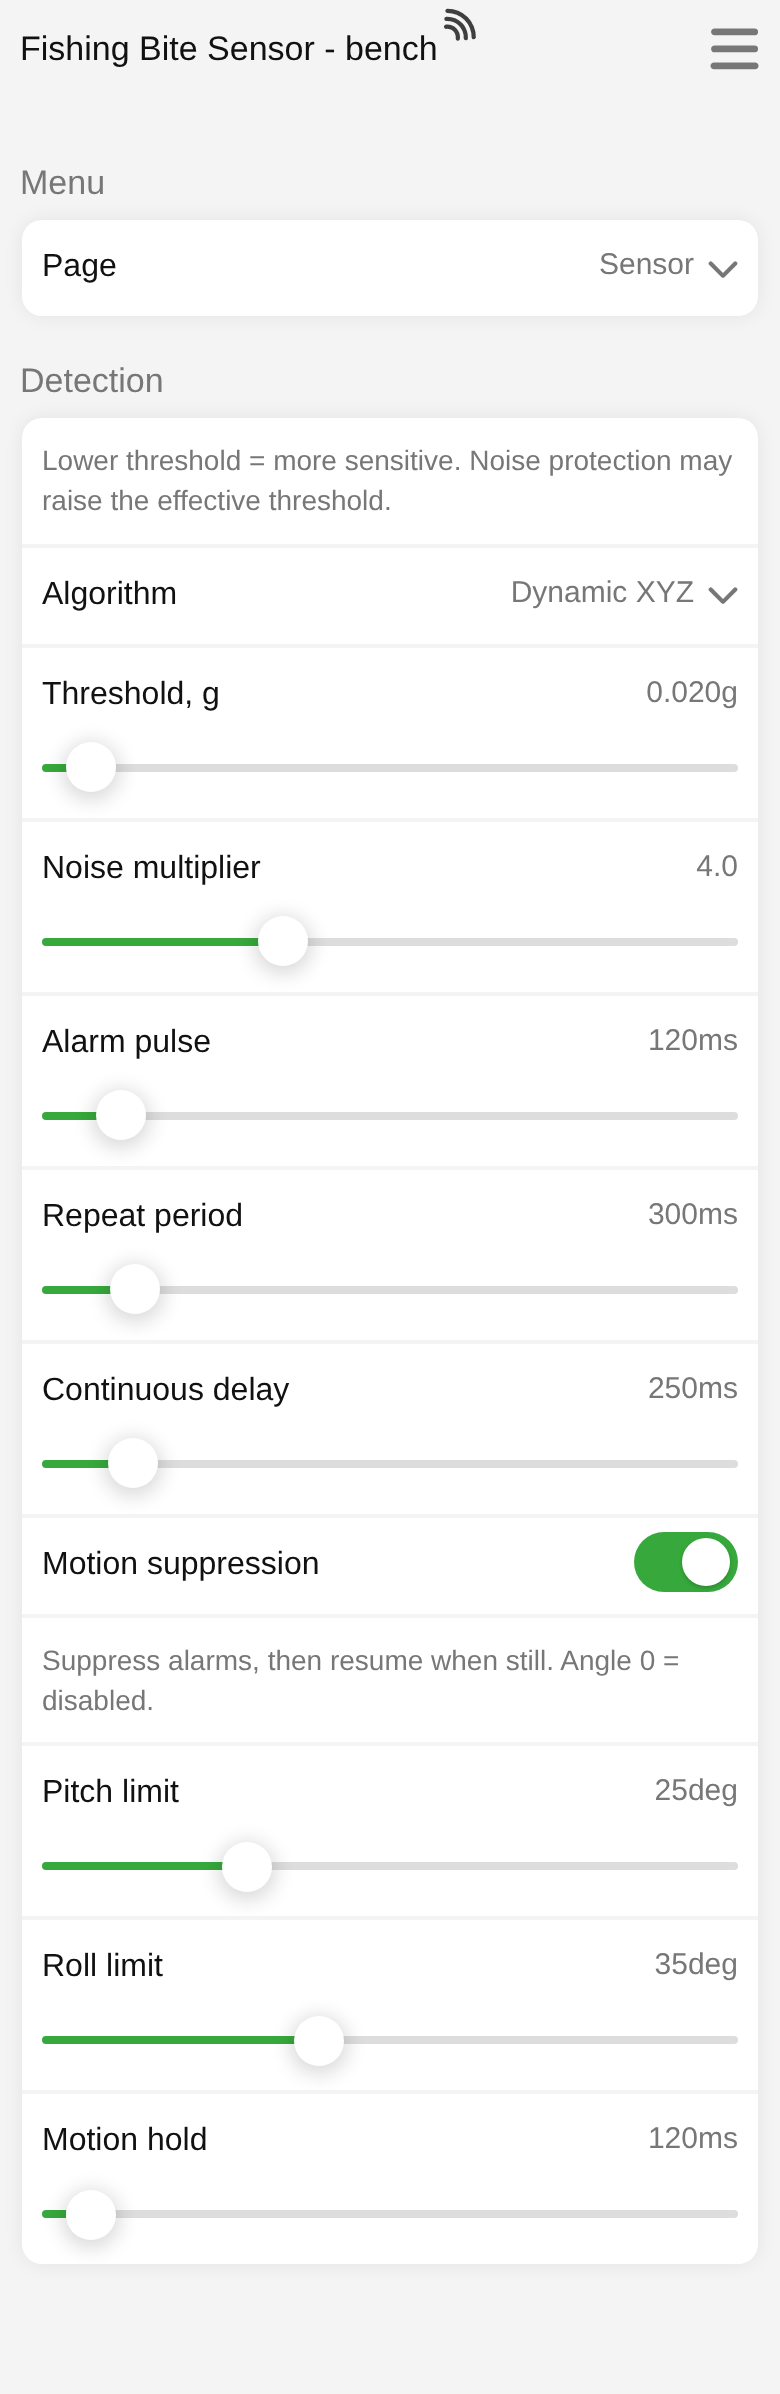 Fishing Bite Sensor - bench
Menu
Page
Sensor
Detection
Lower threshold = more sensitive. Noise protection may
raise the effective threshold.
Algorithm
Dynamic XYZ
Threshold, g
0.020g
Noise multiplier
4.0
Alarm pulse
120ms
Repeat period
300ms
Continuous delay
250ms
Motion suppression
Suppress alarms, then resume when still. Angle 0 =
disabled.
Pitch limit
25deg
Roll limit
35deg
Motion hold
120ms